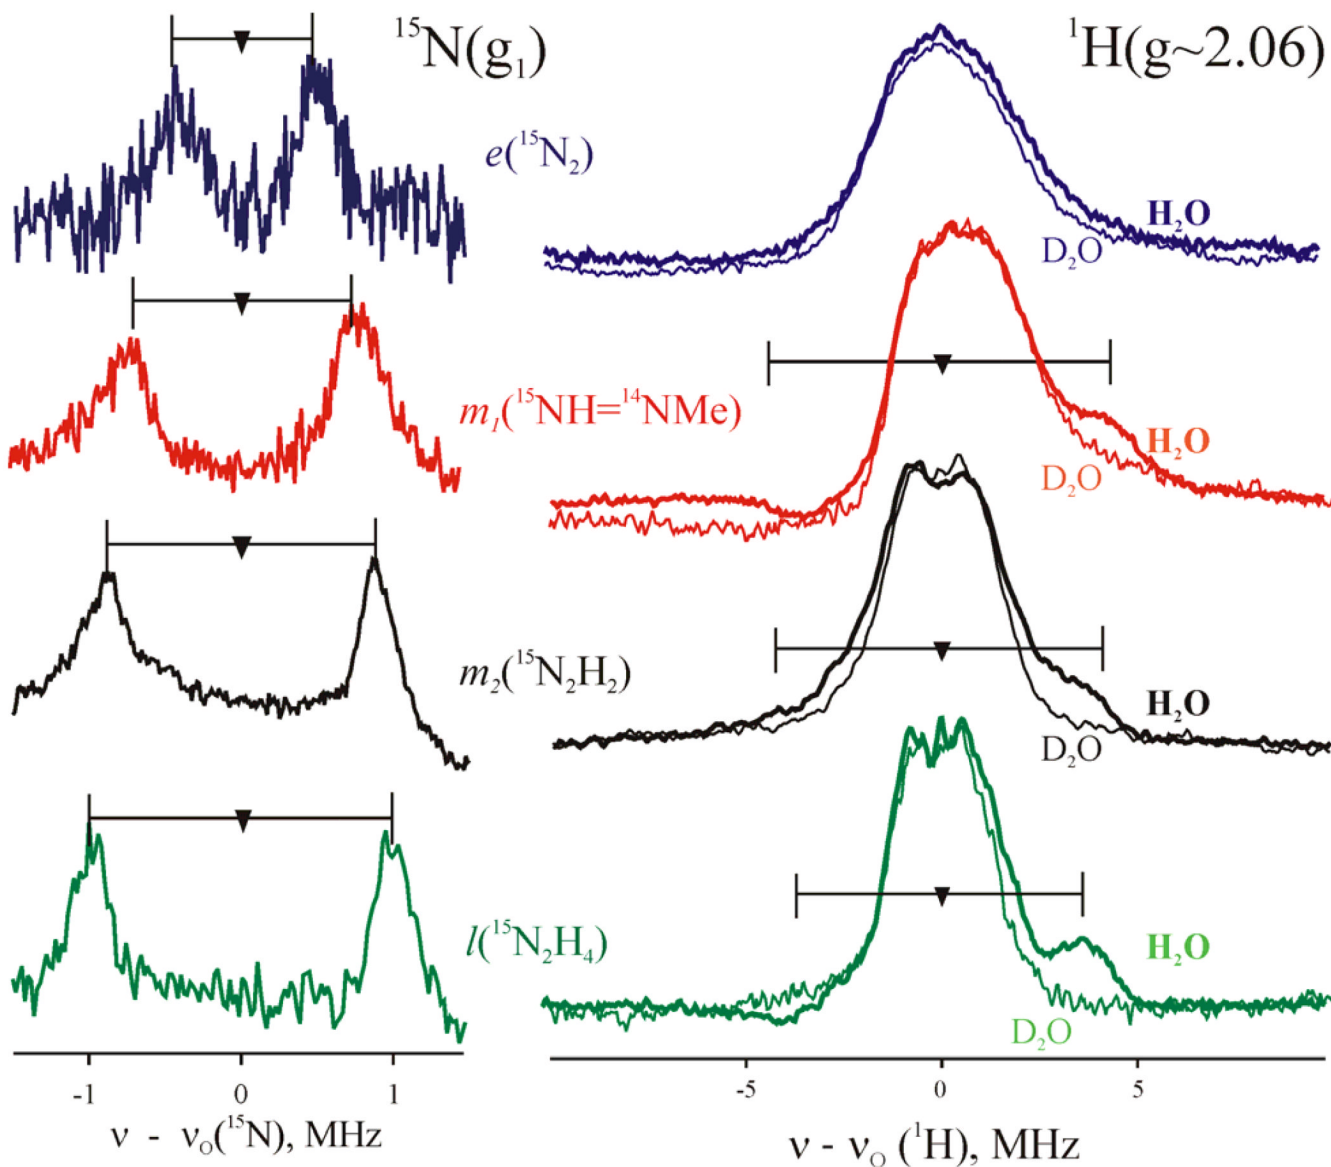 ¹⁵N(g₁)
¹H(g~2.06)
e(¹⁵N₂)
H₂O
D₂O
m₁(¹⁵NH=¹⁴NMe)
H₂O
D₂O
m₂(¹⁵N₂H₂)
H₂O
D₂O
l(¹⁵N₂H₄)
H₂O
D₂O
-1 0 1
-5 0 5
ν - νₒ(¹⁵N), MHz
ν - νₒ (¹H), MHz